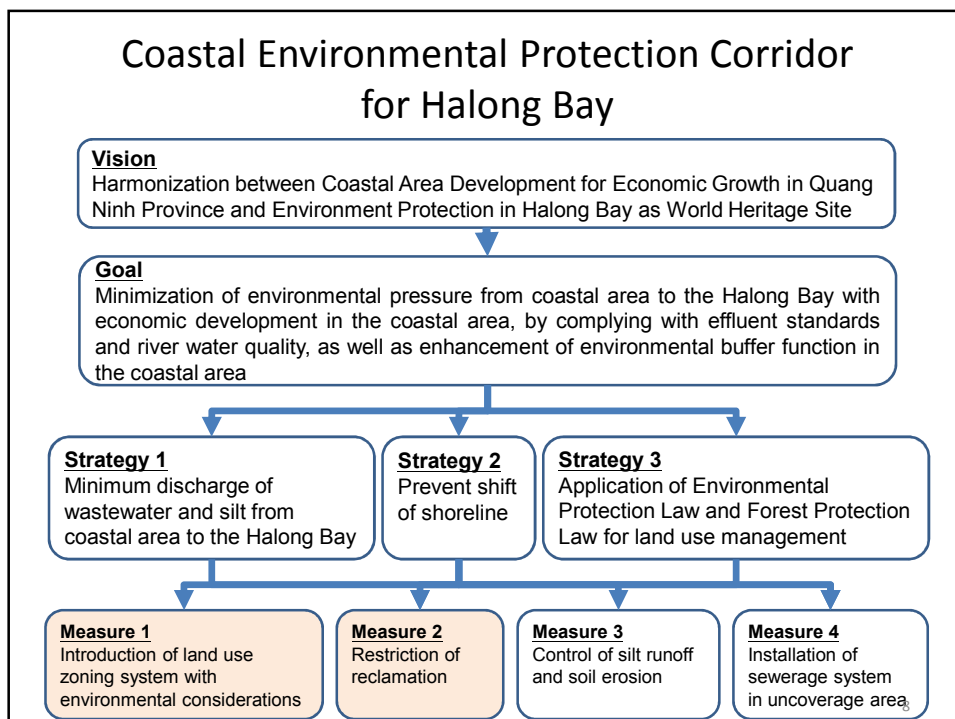 Coastal Environmental Protection Corridor
for Halong Bay
Vision
Harmonization between Coastal Area Development for Economic Growth in Quang
Ninh Province and Environment Protection in Halong Bay as World Heritage Site
Goal
Minimization of environmental pressure from coastal area to the Halong Bay with
economic development in the coastal area, by complying with effluent standards
and river water quality, as well as enhancement of environmental buffer function in
the coastal area
Strategy 1
Minimum discharge of
wastewater and silt from
coastal area to the Halong Bay
Strategy 2
Prevent shift
of shoreline
Strategy 3
Application of Environmental
Protection Law and Forest Protection
Law for land use management
Measure 1
Introduction of land use
zoning system with
environmental considerations
Measure 2
Restriction of
reclamation
Measure 3
Control of silt runoff
and soil erosion
Measure 4
Installation of
sewerage system
in uncoverage area
8